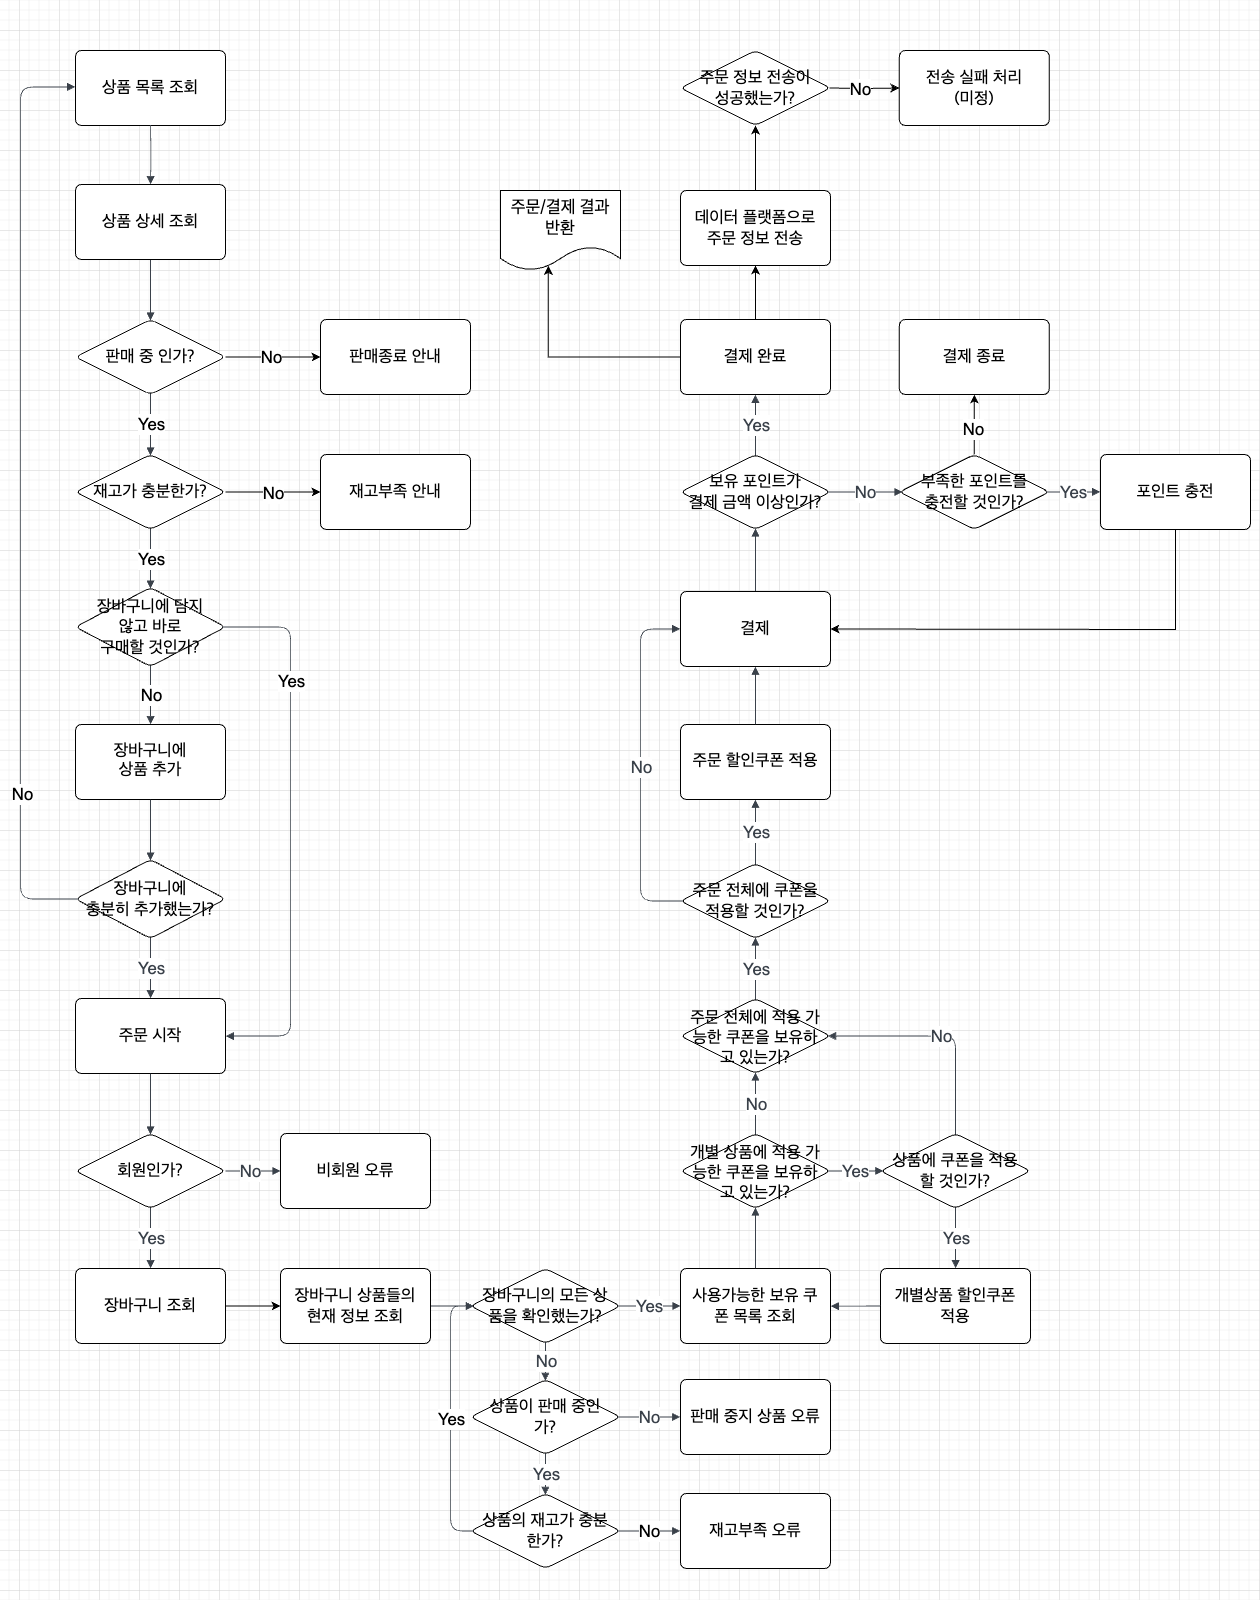 상품 목록 조회
상품 상세 조회
판매 중 인가?
No
판매종료 안내
Yes
재고가 충분한가?
No
재고부족 안내
Yes
장바구니에 담지
않고 바로
구매할 것인가?
Yes
No
장바구니에
상품 추가
No
장바구니에
충분히 추가했는가?
Yes
주문 시작
회원인가?
No
비회원 오류
Yes
장바구니 조회
장바구니 상품들의
현재 정보 조회
장바구니의 모든 상
품을 확인했는가?
Yes
No
상품이 판매 중인
가?
No
판매 중지 상품 오류
Yes
Yes
상품의 재고가 충분
한가?
No
재고부족 오류
사용가능한 보유 쿠
폰 목록 조회
개별상품 할인쿠폰
적용
개별 상품에 적용 가
능한 쿠폰을 보유하
고 있는가?
Yes
상품에 쿠폰을 적용
할 것인가?
Yes
No
No
주문 전체에 적용 가
능한 쿠폰을 보유하
고 있는가?
Yes
주문 전체에 쿠폰을
적용할 것인가?
No
Yes
주문 할인쿠폰 적용
결제
보유 포인트가
결제 금액 이상인가?
No
부족한 포인트를
충전할 것인가?
Yes
포인트 충전
No
결제 종료
Yes
결제 완료
주문/결제 결과
반환
데이터 플랫폼으로
주문 정보 전송
주문 정보 전송이
성공했는가?
No
전송 실패 처리
(미정)